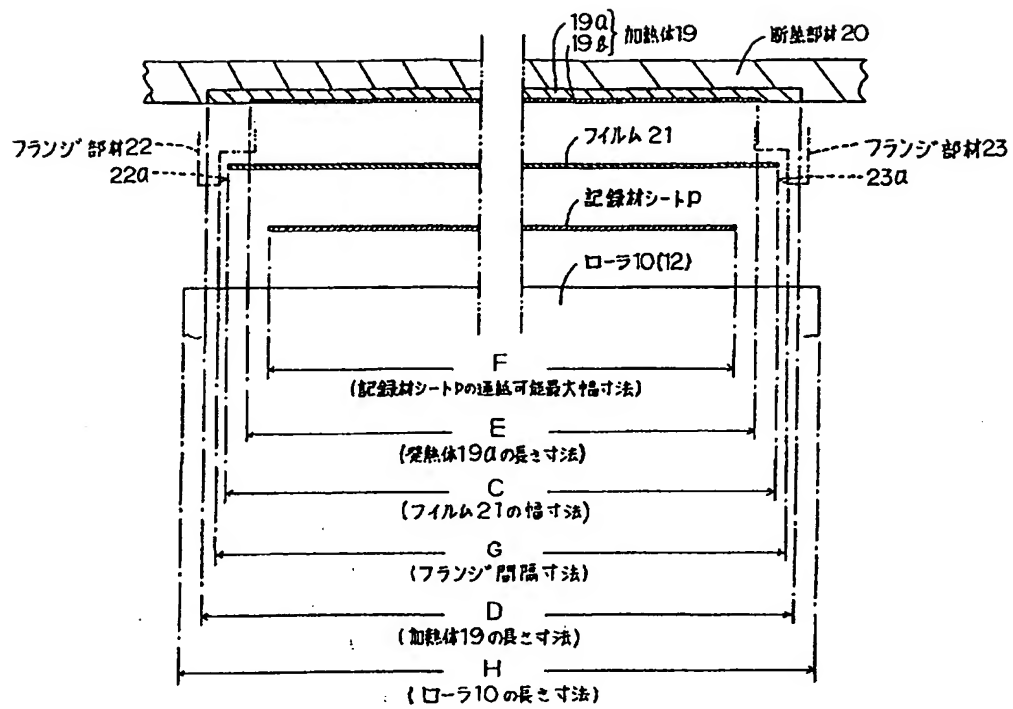 19a
19b
加熱体19
断熱部材20
フランジ部材22
22a
フィルム21
フランジ部材23
23a
記録材シートP
ローラ10(12)
F
(記録材シートPの通紙可能最大幅寸法)
E
(発熱体19aの長さ寸法)
C
(フィルム21の幅寸法)
G
(フランジ間隔寸法)
D
(加熱体19の長さ寸法)
H
(ローラ10の長さ寸法)